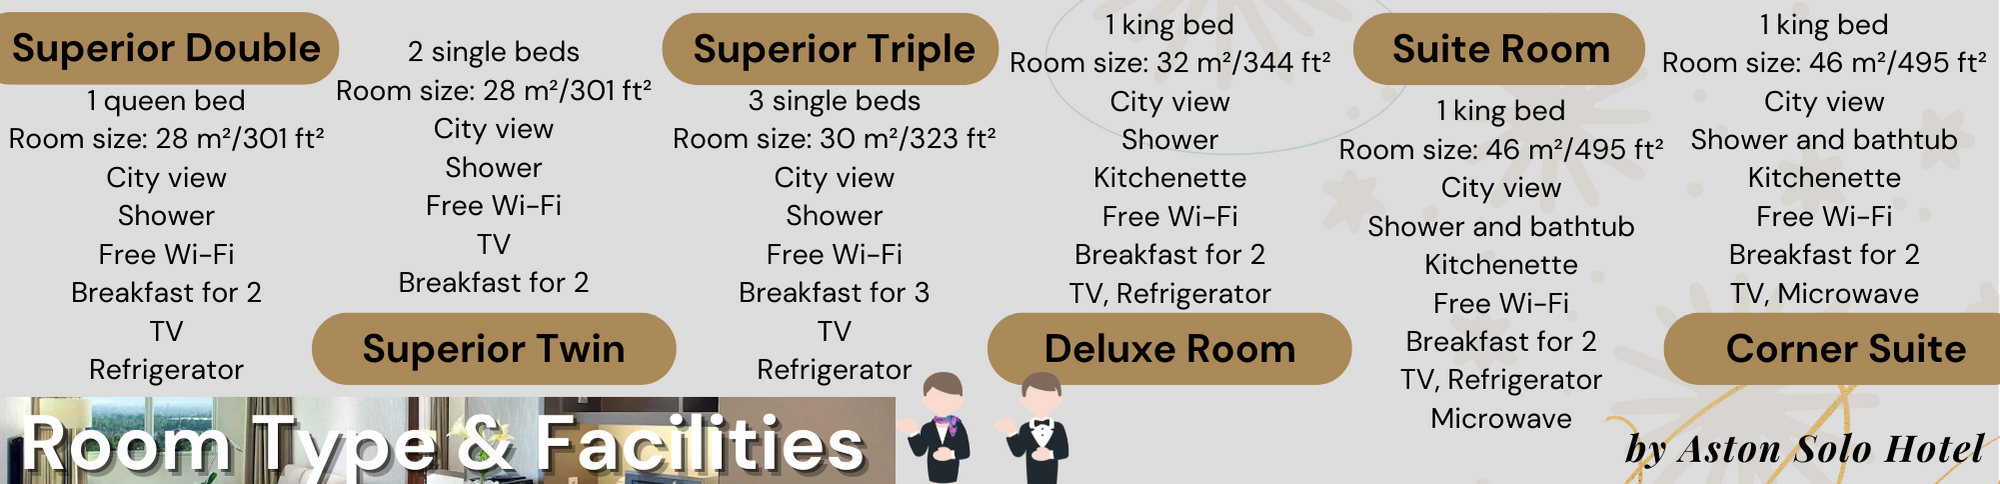 Superior Double
1 queen bed
Room size: 28 m²/301 ft²
City view
Shower
Free Wi-Fi
Breakfast for 2
TV
Refrigerator
2 single beds
Room size: 28 m²/301 ft²
City view
Shower
Free Wi-Fi
TV
Breakfast for 2
Superior Twin
Superior Triple
3 single beds
Room size: 30 m²/323 ft²
City view
Shower
Free Wi-Fi
Breakfast for 3
TV
Refrigerator
1 king bed
Room size: 32 m²/344 ft²
City view
Shower
Kitchenette
Free Wi-Fi
Breakfast for 2
TV, Refrigerator
Deluxe Room
Suite Room
1 king bed
Room size: 46 m²/495 ft²
City view
Shower and bathtub
Kitchenette
Free Wi-Fi
Breakfast for 2
TV, Refrigerator
Microwave
1 king bed
Room size: 46 m²/495 ft²
City view
Shower and bathtub
Kitchenette
Free Wi-Fi
Breakfast for 2
TV, Microwave
Corner Suite
Room Type & Facilities
by Aston Solo Hotel